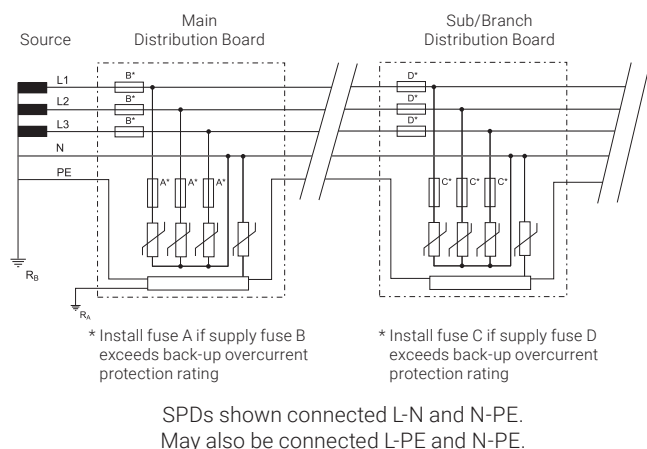 Source
Main
Distribution Board
Sub/Branch
Distribution Board
L1
B*
D*
L2
B*
D*
L3
B*
D*
N
PE
A*
A*
A*
C*
C*
C*
RB
RA
* Install fuse A if supply fuse B
exceeds back-up overcurrent
protection rating
* Install fuse C if supply fuse D
exceeds back-up overcurrent
protection rating
SPDs shown connected L-N and N-PE.
May also be connected L-PE and N-PE.